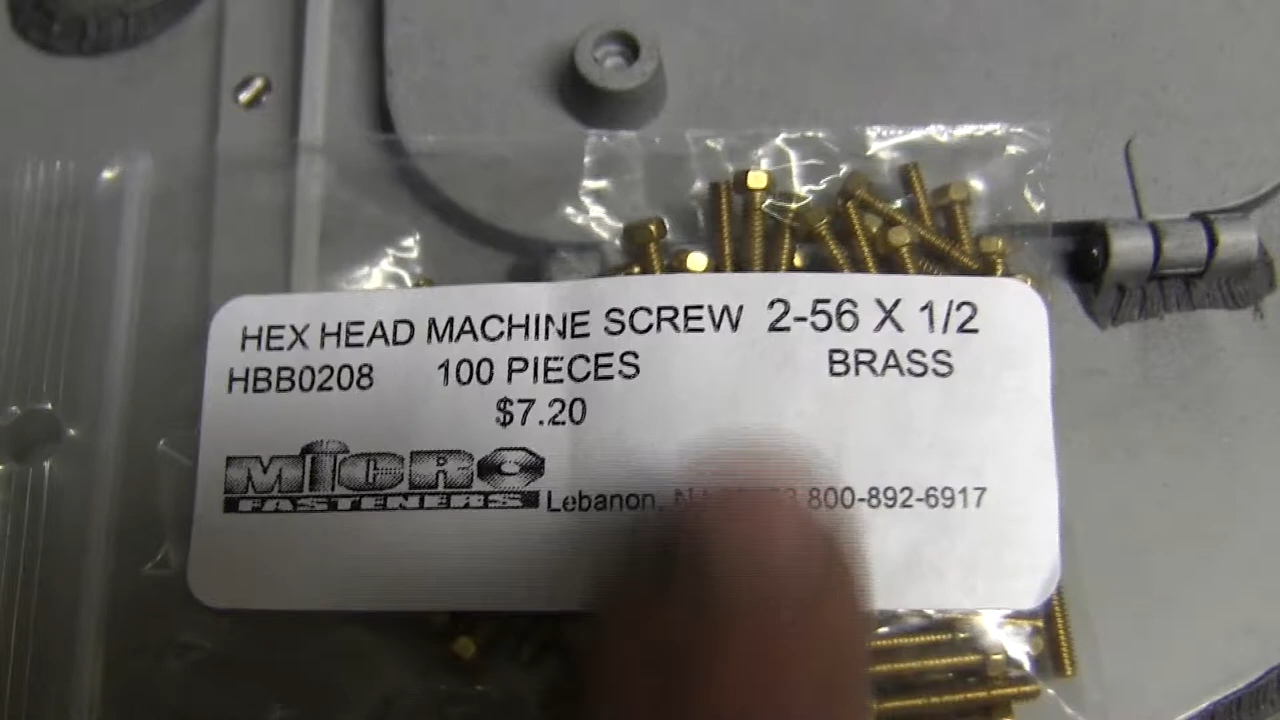 HEX HEAD MACHINE SCREW 2-56 X 1/2
HBB0208 100 PIECES BRASS
$7.20
MICRO
FASTENERS Lebanon, 800-892-6917